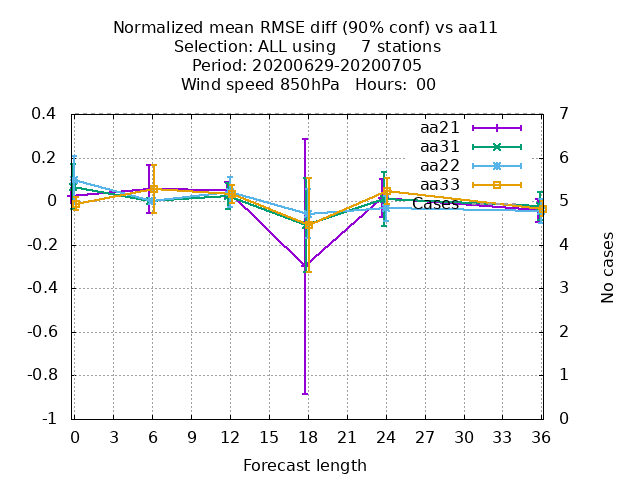 Normalized mean RMSE diff (90% conf) vs aa11
Selection: ALL using     7 stations
Period: 20200629-20200705
Wind speed 850hPa   Hours:  00
0.4
0.2
0
-0.2
-0.4
-0.6
-0.8
-1
7
6
5
4
3
2
1
0
aa21
aa31
aa22
aa33
Cases
No cases
0 3 6 9 12 15 18 21 24 27 30 33 36
Forecast length